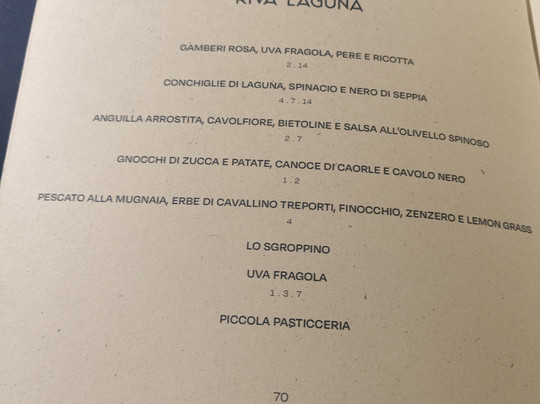 RIVA LAGUNA
GAMBERI ROSA, UVA FRAGOLA, PERE E RICOTTA
2.14
CONCHIGLIE DI LAGUNA, SPINACIO E NERO DI SEPPIA
4.7.14
ANGUILLA ARROSTITA, CAVOLFIORE, BIETOLINE E SALSA ALL'OLIVELLO SPINOSO
2.7
GNOCCHI DI ZUCCA E PATATE, CANOCE DI CAORLE E CAVOLO NERO
1.2
PESCATO ALLA MUGNAIA, ERBE DI CAVALLINO TREPORTI, FINOCCHIO, ZENZERO E LEMON GRASS
4
LO SGROPPINO
UVA FRAGOLA
1.3.7
PICCOLA PASTICCERIA
70